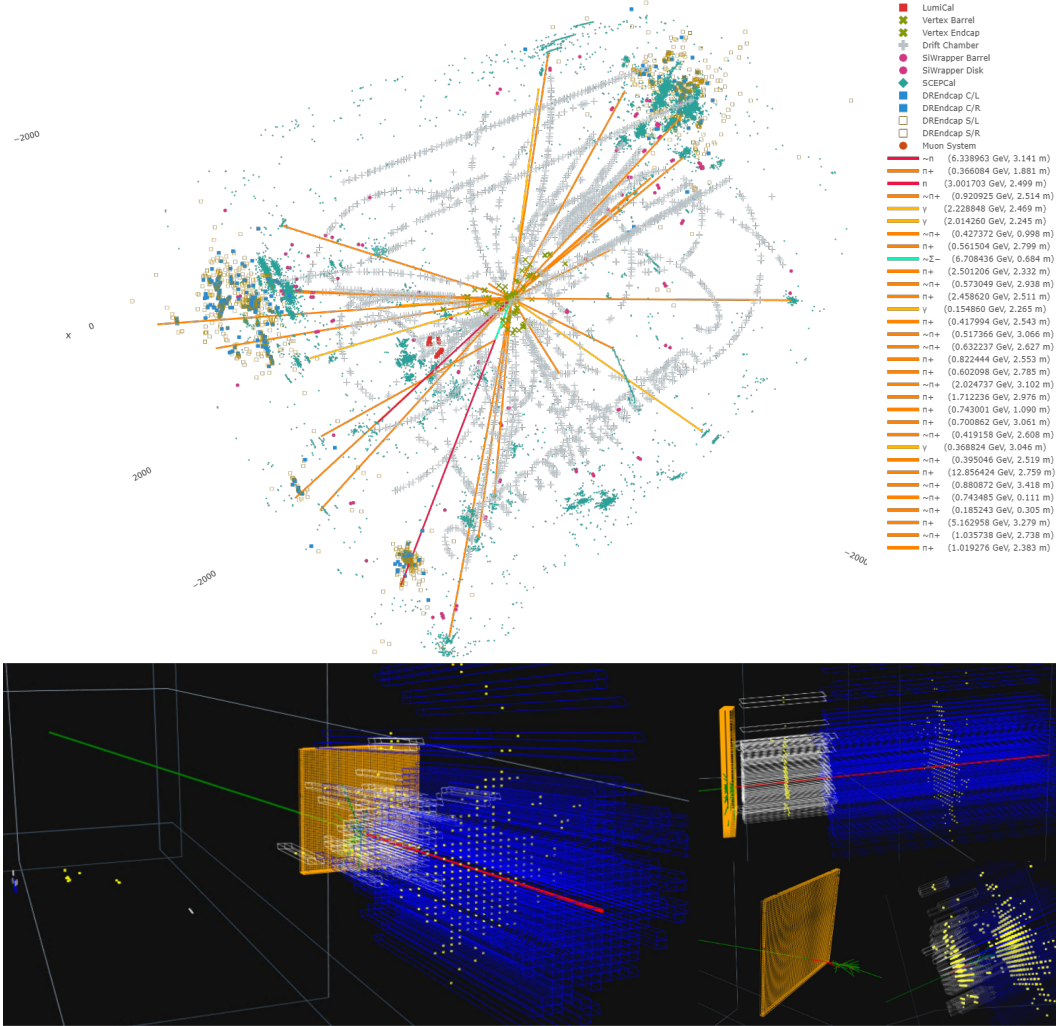 LumiCal
Vertex Barrel
Vertex Endcap
Drift Chamber
SiWrapper Barrel
SiWrapper Disk
SCEPCal
DREndcap C/L
DREndcap C/R
DREndcap S/L
DREndcap S/R
Muon System
~n (6.338963 GeV, 3.141 m)
π+ (0.366084 GeV, 1.881 m)
n (3.001703 GeV, 2.499 m)
~π+ (0.920925 GeV, 2.514 m)
γ (2.228848 GeV, 2.469 m)
γ (2.014260 GeV, 2.245 m)
~π+ (0.427372 GeV, 0.998 m)
π+ (0.561504 GeV, 2.799 m)
~Σ− (6.708436 GeV, 0.684 m)
π+ (2.501206 GeV, 2.332 m)
~π+ (0.573049 GeV, 2.938 m)
π+ (2.458620 GeV, 2.511 m)
γ (0.154860 GeV, 2.265 m)
π+ (0.417994 GeV, 2.543 m)
~π+ (0.517366 GeV, 3.066 m)
~π+ (0.632237 GeV, 2.627 m)
π+ (0.822444 GeV, 2.553 m)
π+ (0.602098 GeV, 2.785 m)
~π+ (2.024737 GeV, 3.102 m)
π+ (1.712236 GeV, 2.976 m)
π+ (0.743001 GeV, 1.090 m)
π+ (0.700862 GeV, 3.061 m)
~π+ (0.419158 GeV, 2.608 m)
γ (0.368824 GeV, 3.046 m)
~π+ (0.395046 GeV, 2.519 m)
π+ (12.856424 GeV, 2.759 m)
~π+ (0.880872 GeV, 3.418 m)
~π+ (0.743485 GeV, 0.111 m)
~π+ (0.185243 GeV, 0.305 m)
π+ (5.162958 GeV, 3.279 m)
~π+ (1.035738 GeV, 2.738 m)
π+ (1.019276 GeV, 2.383 m)
−2000
x
0
2000
−2000
−2000